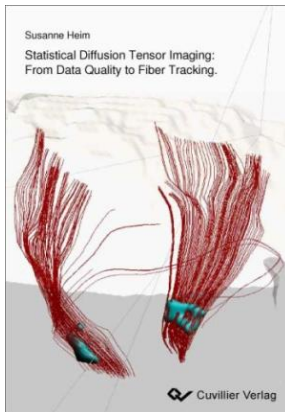 Susanne Heim
Statistical Diffusion Tensor Imaging:
From Data Quality to Fiber Tracking.
Cuvillier Verlag